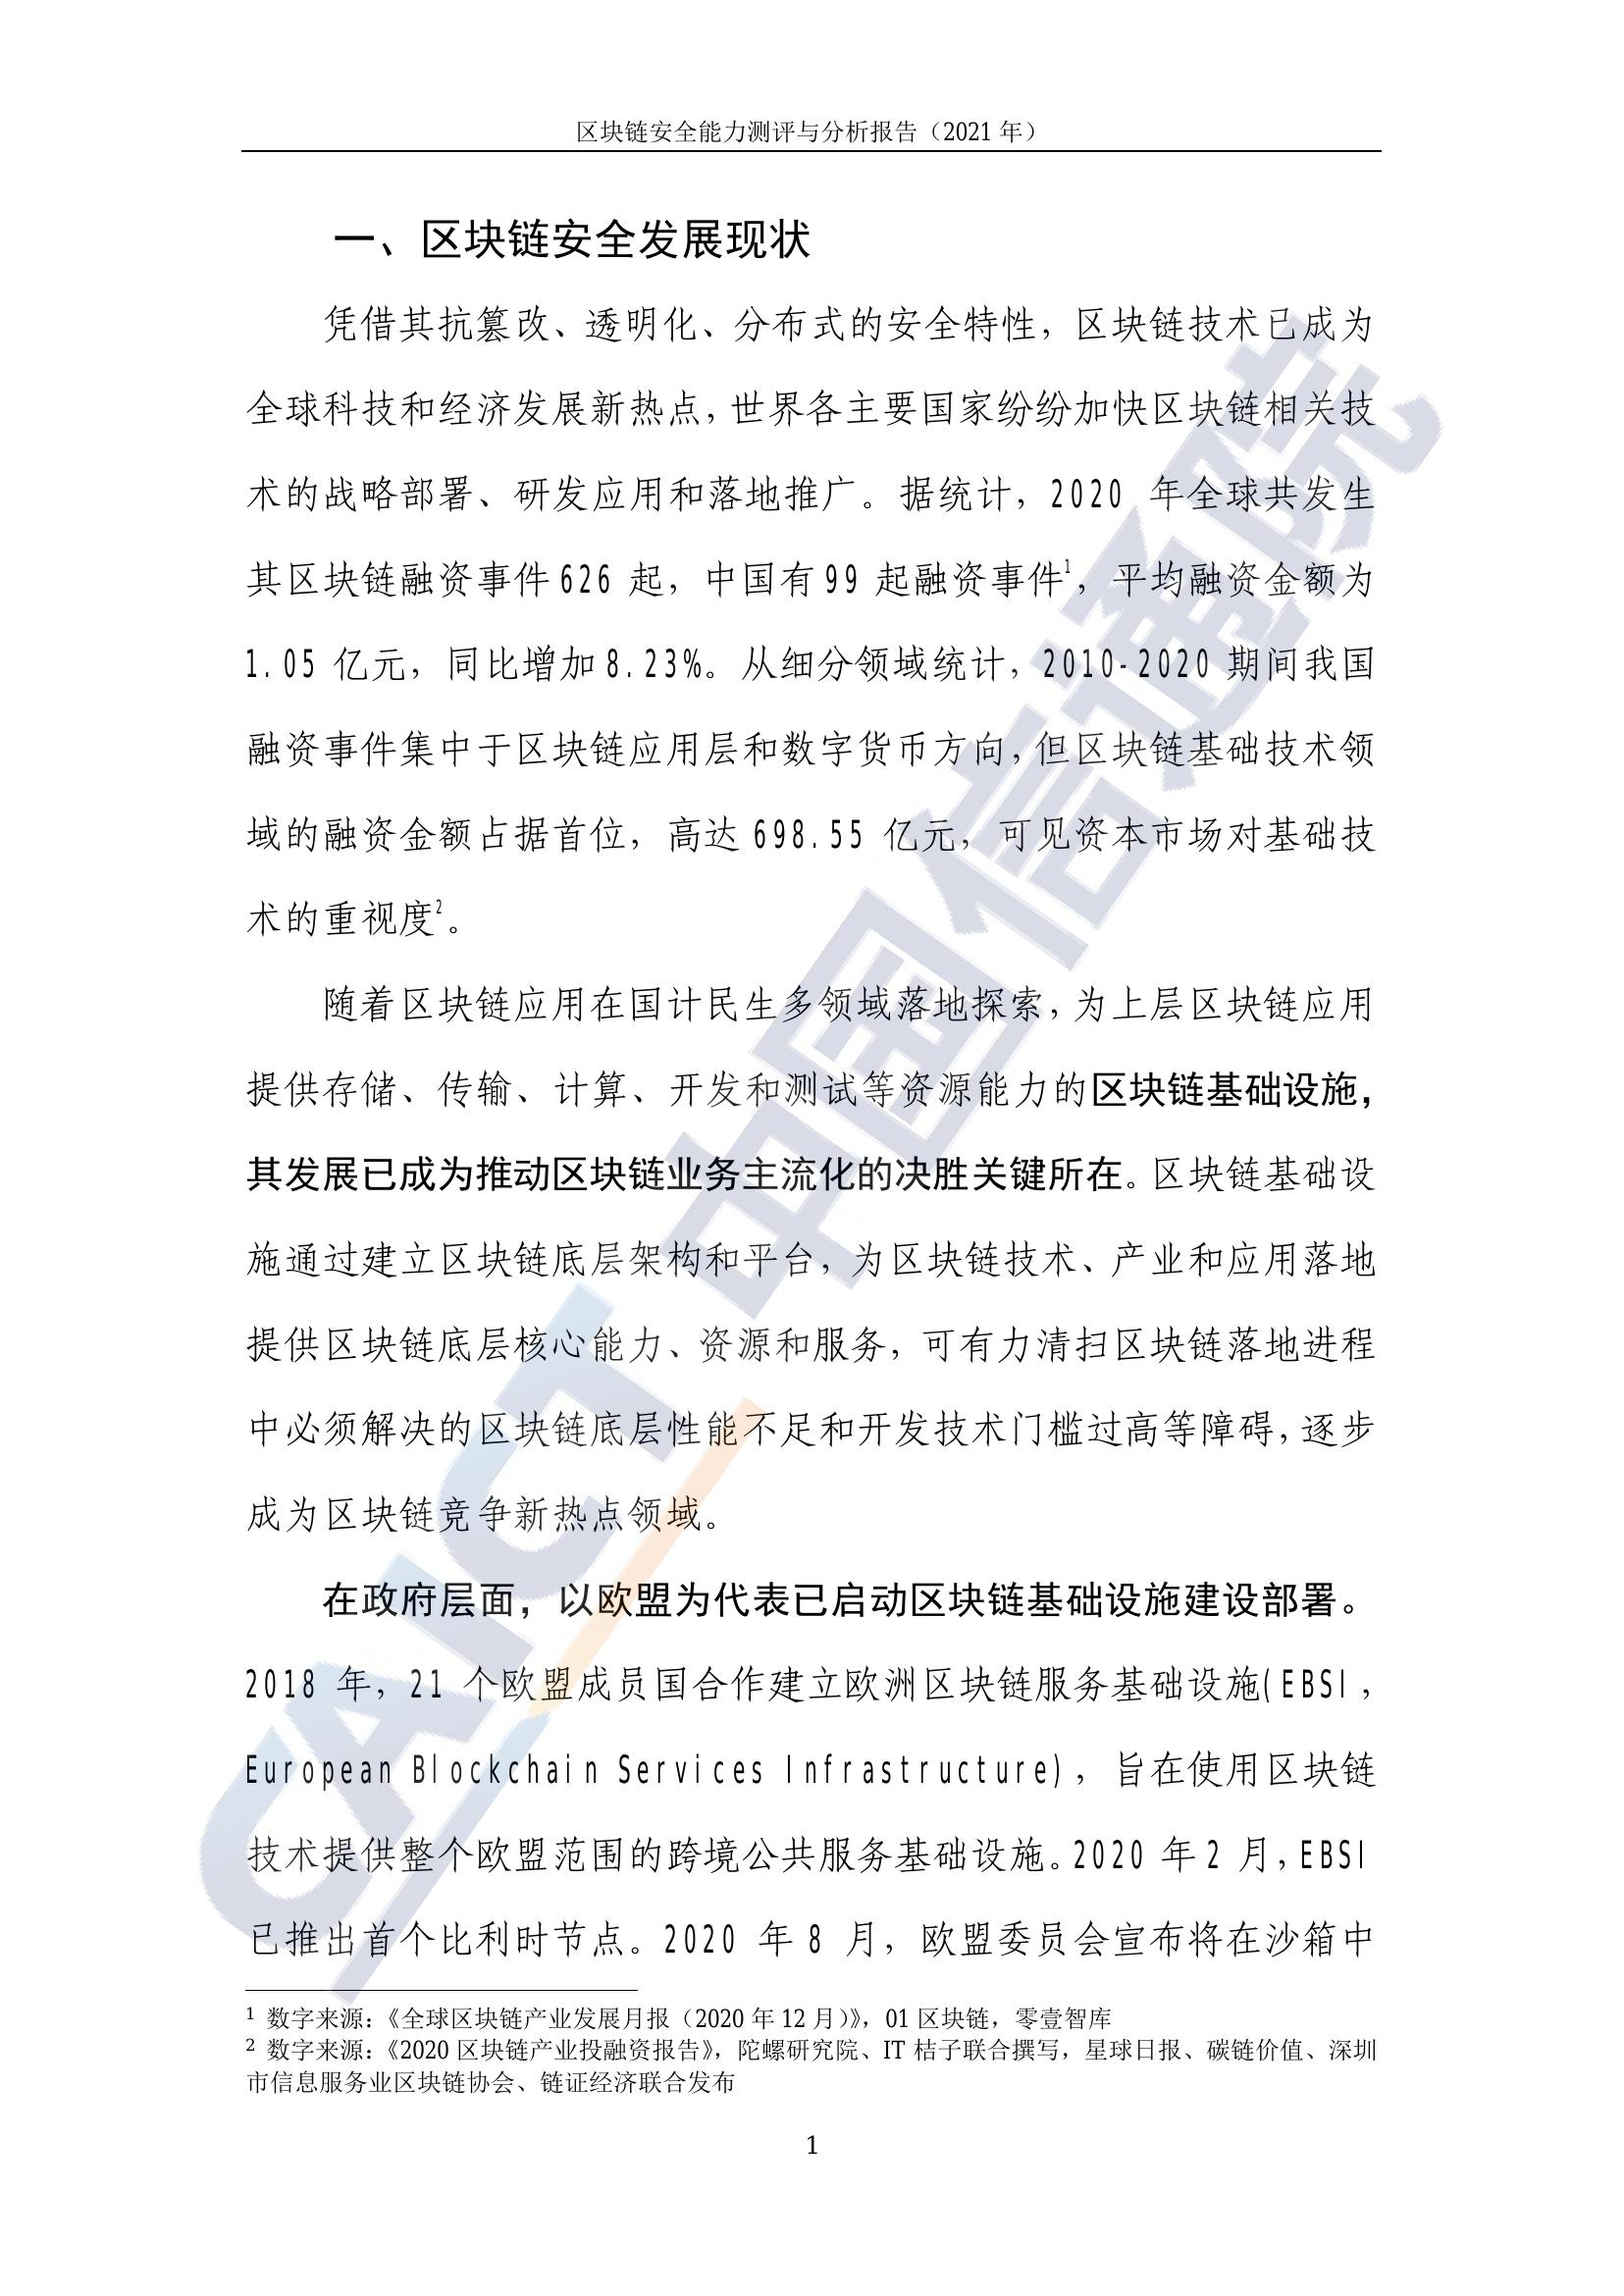 区块链安全能力测评与分析报告（2021 年）
一、区块链安全发展现状
凭借其抗篡改、透明化、分布式的安全特性，区块链技术已成为
全球科技和经济发展新热点，世界各主要国家纷纷加快区块链相关技
术的战略部署、研发应用和落地推广。据统计，2020 年全球共发生
其区块链融资事件 626 起，中国有 99 起融资事件1，平均融资金额为
1.05 亿元，同比增加 8.23%。从细分领域统计，2010-2020 期间我国
融资事件集中于区块链应用层和数字货币方向，但区块链基础技术领
域的融资金额占据首位，高达 698.55 亿元，可见资本市场对基础技
术的重视度2。
随着区块链应用在国计民生多领域落地探索，为上层区块链应用
提供存储、传输、计算、开发和测试等资源能力的区块链基础设施，
其发展已成为推动区块链业务主流化的决胜关键所在。区块链基础设
施通过建立区块链底层架构和平台，为区块链技术、产业和应用落地
提供区块链底层核心能力、资源和服务，可有力清扫区块链落地进程
中必须解决的区块链底层性能不足和开发技术门槛过高等障碍，逐步
成为区块链竞争新热点领域。
在政府层面，以欧盟为代表已启动区块链基础设施建设部署。
2018 年，21 个欧盟成员国合作建立欧洲区块链服务基础设施(EBSI，
European Blockchain Services Infrastructure)，旨在使用区块链
技术提供整个欧盟范围的跨境公共服务基础设施。2020 年 2 月，EBSI
已推出首个比利时节点。2020 年 8 月，欧盟委员会宣布将在沙箱中
1 数字来源：《全球区块链产业发展月报（2020 年 12 月）》，01 区块链，零壹智库
2 数字来源：《2020 区块链产业投融资报告》，陀螺研究院、IT 桔子联合撰写，星球日报、碳链价值、深圳
市信息服务业区块链协会、链证经济联合发布
1
CAICT 中国信通院